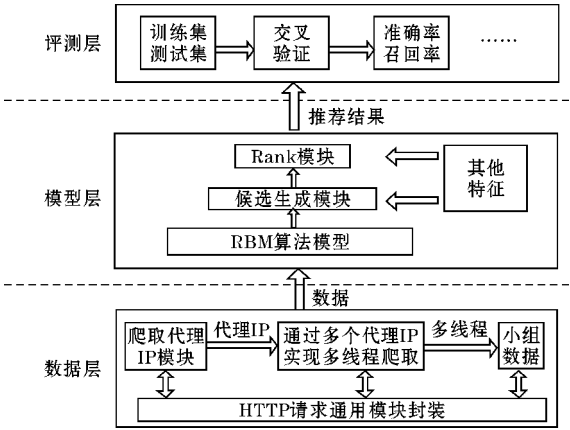 评测层
训练集
测试集
交叉
验证
准确率
召回率
……
推荐结果
模型层
Rank模块
候选生成模块
RBM算法模型
其他
特征
数据
数据层
爬取代理
IP模块
代理IP
通过多个代理IP
实现多线程爬取
多线程
小组
数据
HTTP请求通用模块封装